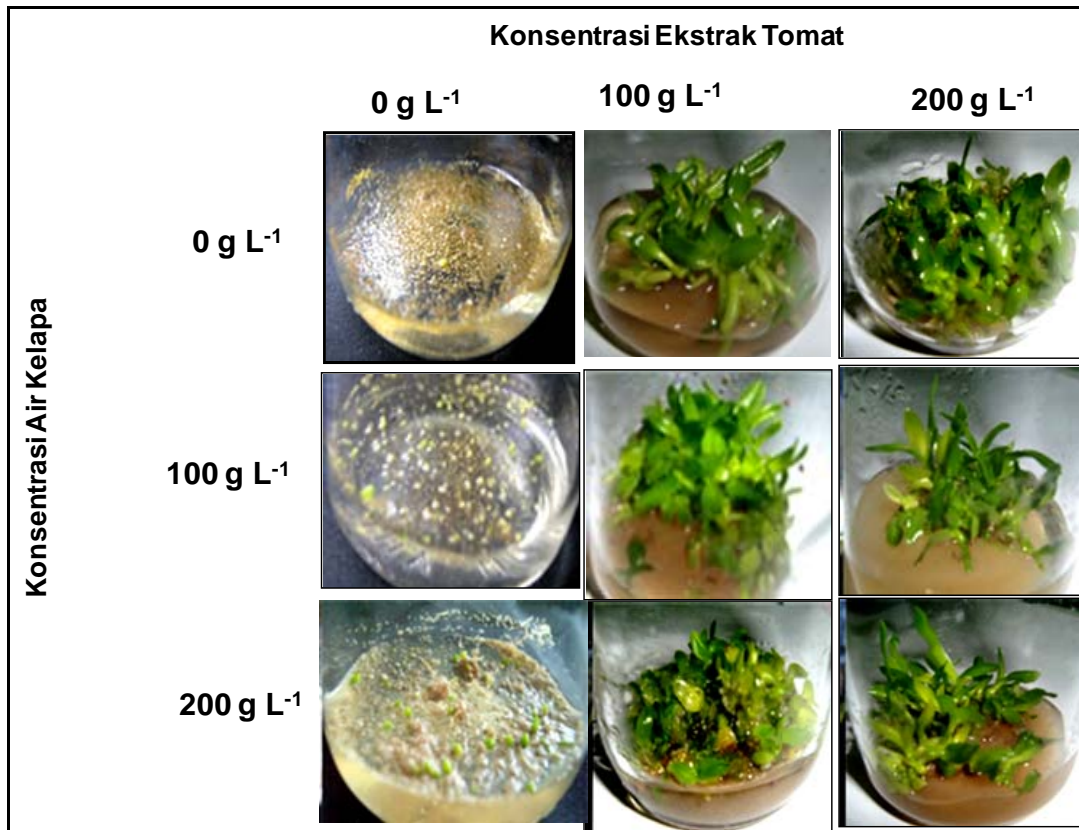 Konsentrasi Ekstrak Tomat
0 g L⁻¹
100 g L⁻¹
200 g L⁻¹
Konsentrasi Air Kelapa
0 g L⁻¹
100 g L⁻¹
200 g L⁻¹